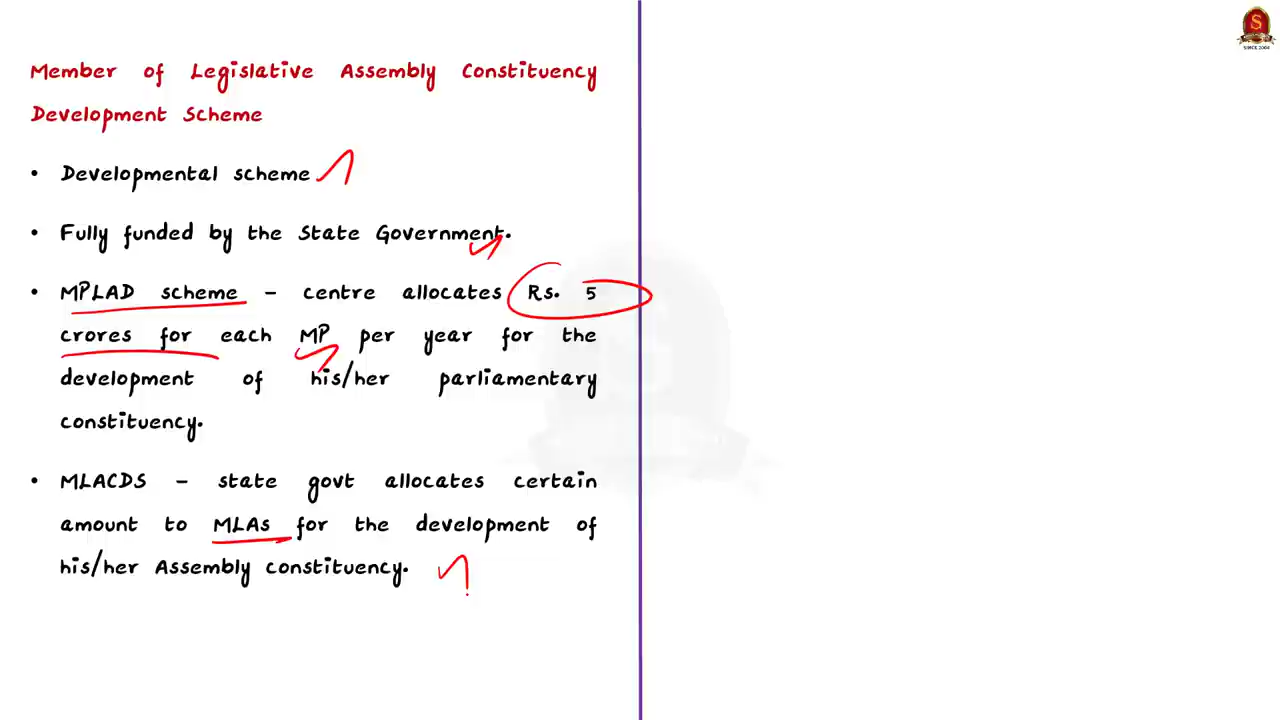 Member of Legislative Assembly Constituency
Development Scheme
• Developmental scheme
• Fully funded by the State Government.
• MPLAD scheme – centre allocates Rs. 5
crores for each MP per year for the
development of his/her parliamentary
constituency.
• MLACDS – state govt allocates certain
amount to MLAs for the development of
his/her Assembly constituency.
S
SINCE 2004